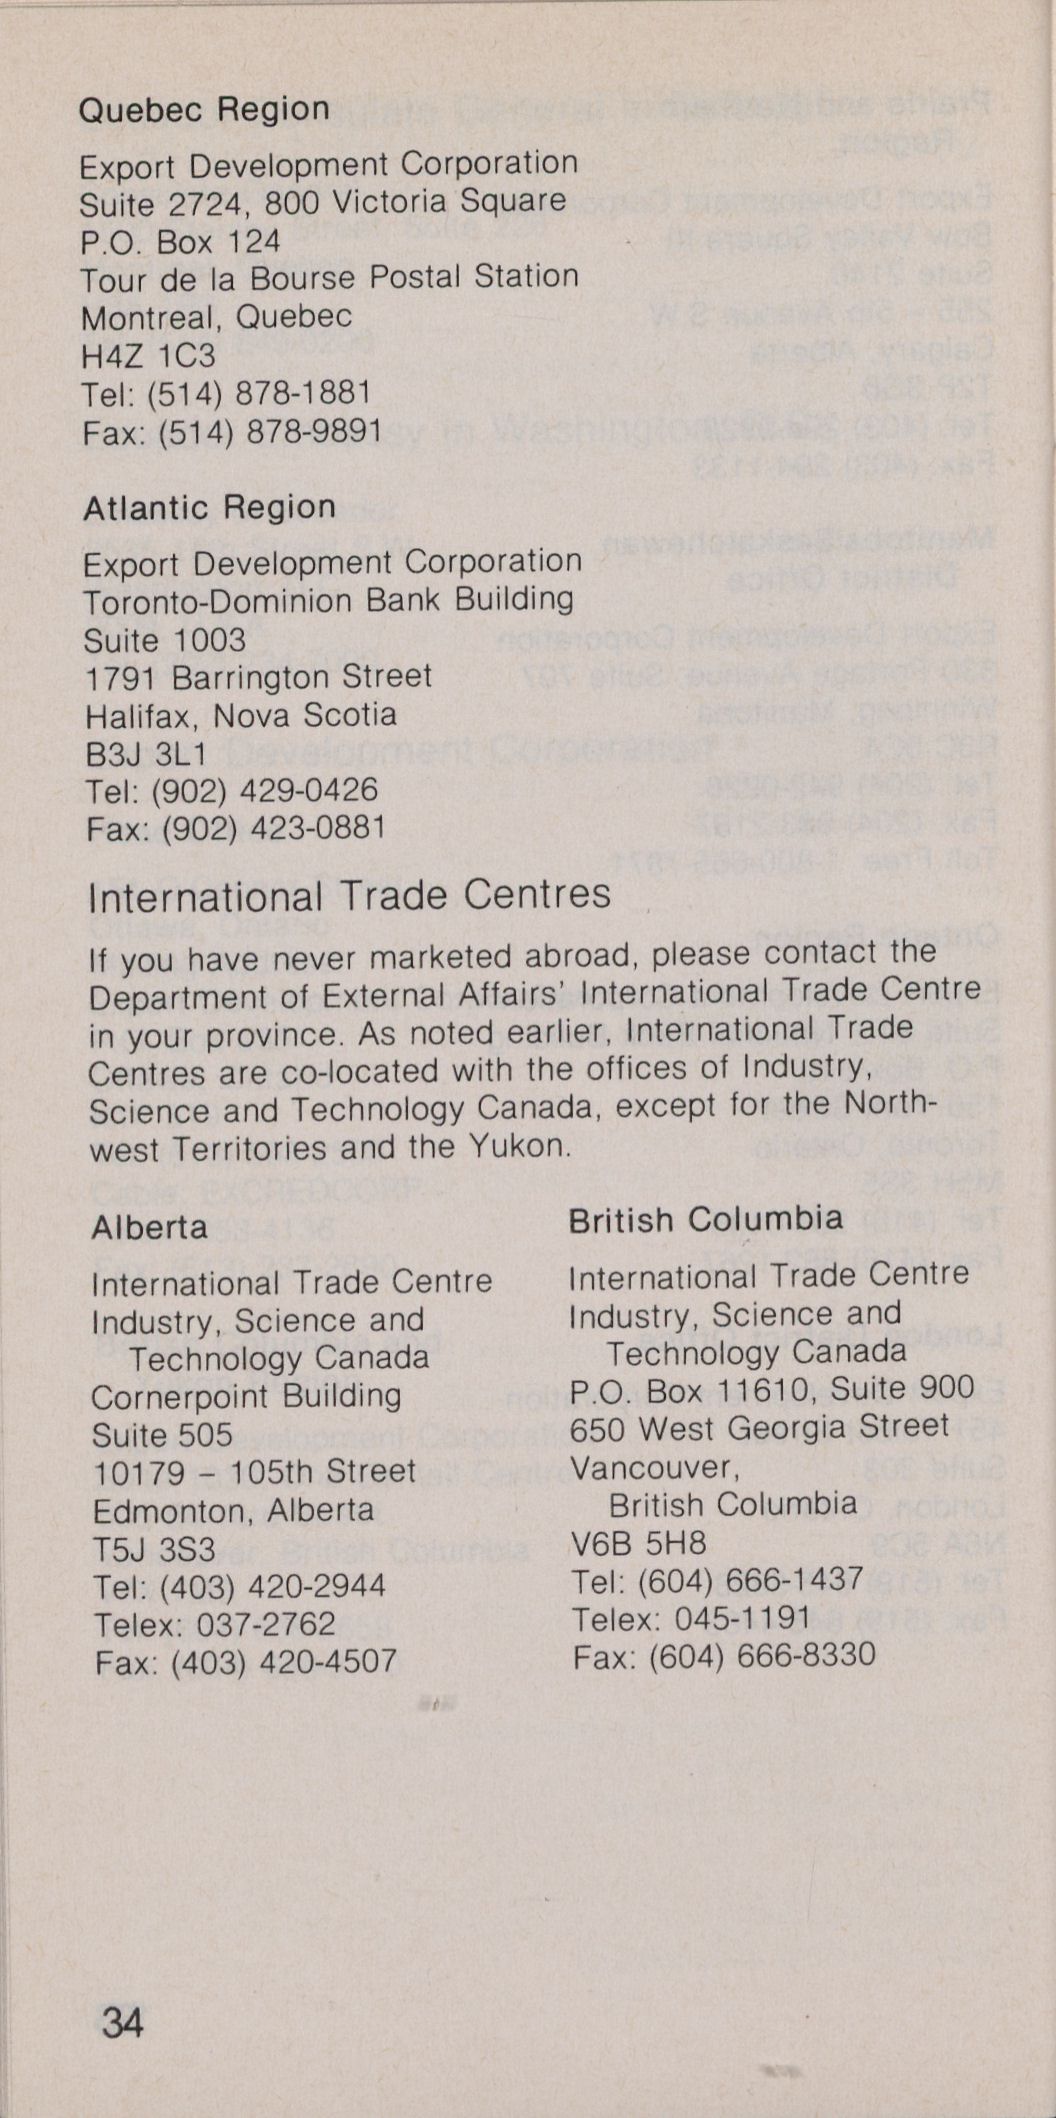 Quebec Region
Export Development Corporation
Suite 2724, 800 Victoria Square
P.O. Box 124
Tour de la Bourse Postal Station
Montreal, Quebec
H4Z 1C3
Tel: (514) 878-1881
Fax: (514) 878-9891
Atlantic Region
Export Development Corporation
Toronto-Dominion Bank Building
Suite 1003
1791 Barrington Street
Halifax, Nova Scotia
B3J 3L1
Tel: (902) 429-0426
Fax: (902) 423-0881
International Trade Centres
If you have never marketed abroad, please contact the
Department of External Affairs' International Trade Centre
in your province. As noted earlier, International Trade
Centres are co-located with the offices of Industry,
Science and Technology Canada, except for the North-
west Territories and the Yukon.
Alberta
International Trade Centre
Industry, Science and
Technology Canada
Cornerpoint Building
Suite 505
10179 – 105th Street
Edmonton, Alberta
T5J 3S3
Tel: (403) 420-2944
Telex: 037-2762
Fax: (403) 420-4507
British Columbia
International Trade Centre
Industry, Science and
Technology Canada
P.O. Box 11610, Suite 900
650 West Georgia Street
Vancouver,
British Columbia
V6B 5H8
Tel: (604) 666-1437
Telex: 045-1191
Fax: (604) 666-8330
34